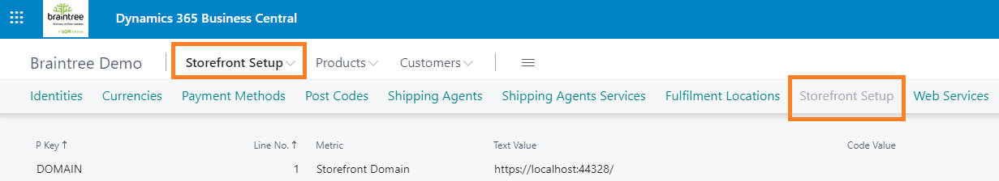 braintree
Dynamics 365 Business Central
Braintree Demo Storefront Setup Products Customers
Identities Currencies Payment Methods Post Codes Shipping Agents Shipping Agents Services Fulfilment Locations Storefront Setup Web Services
P Key ↑ Line No. ↑ Metric Text Value Code Value
DOMAIN 1 Storefront Domain https://localhost:44328/